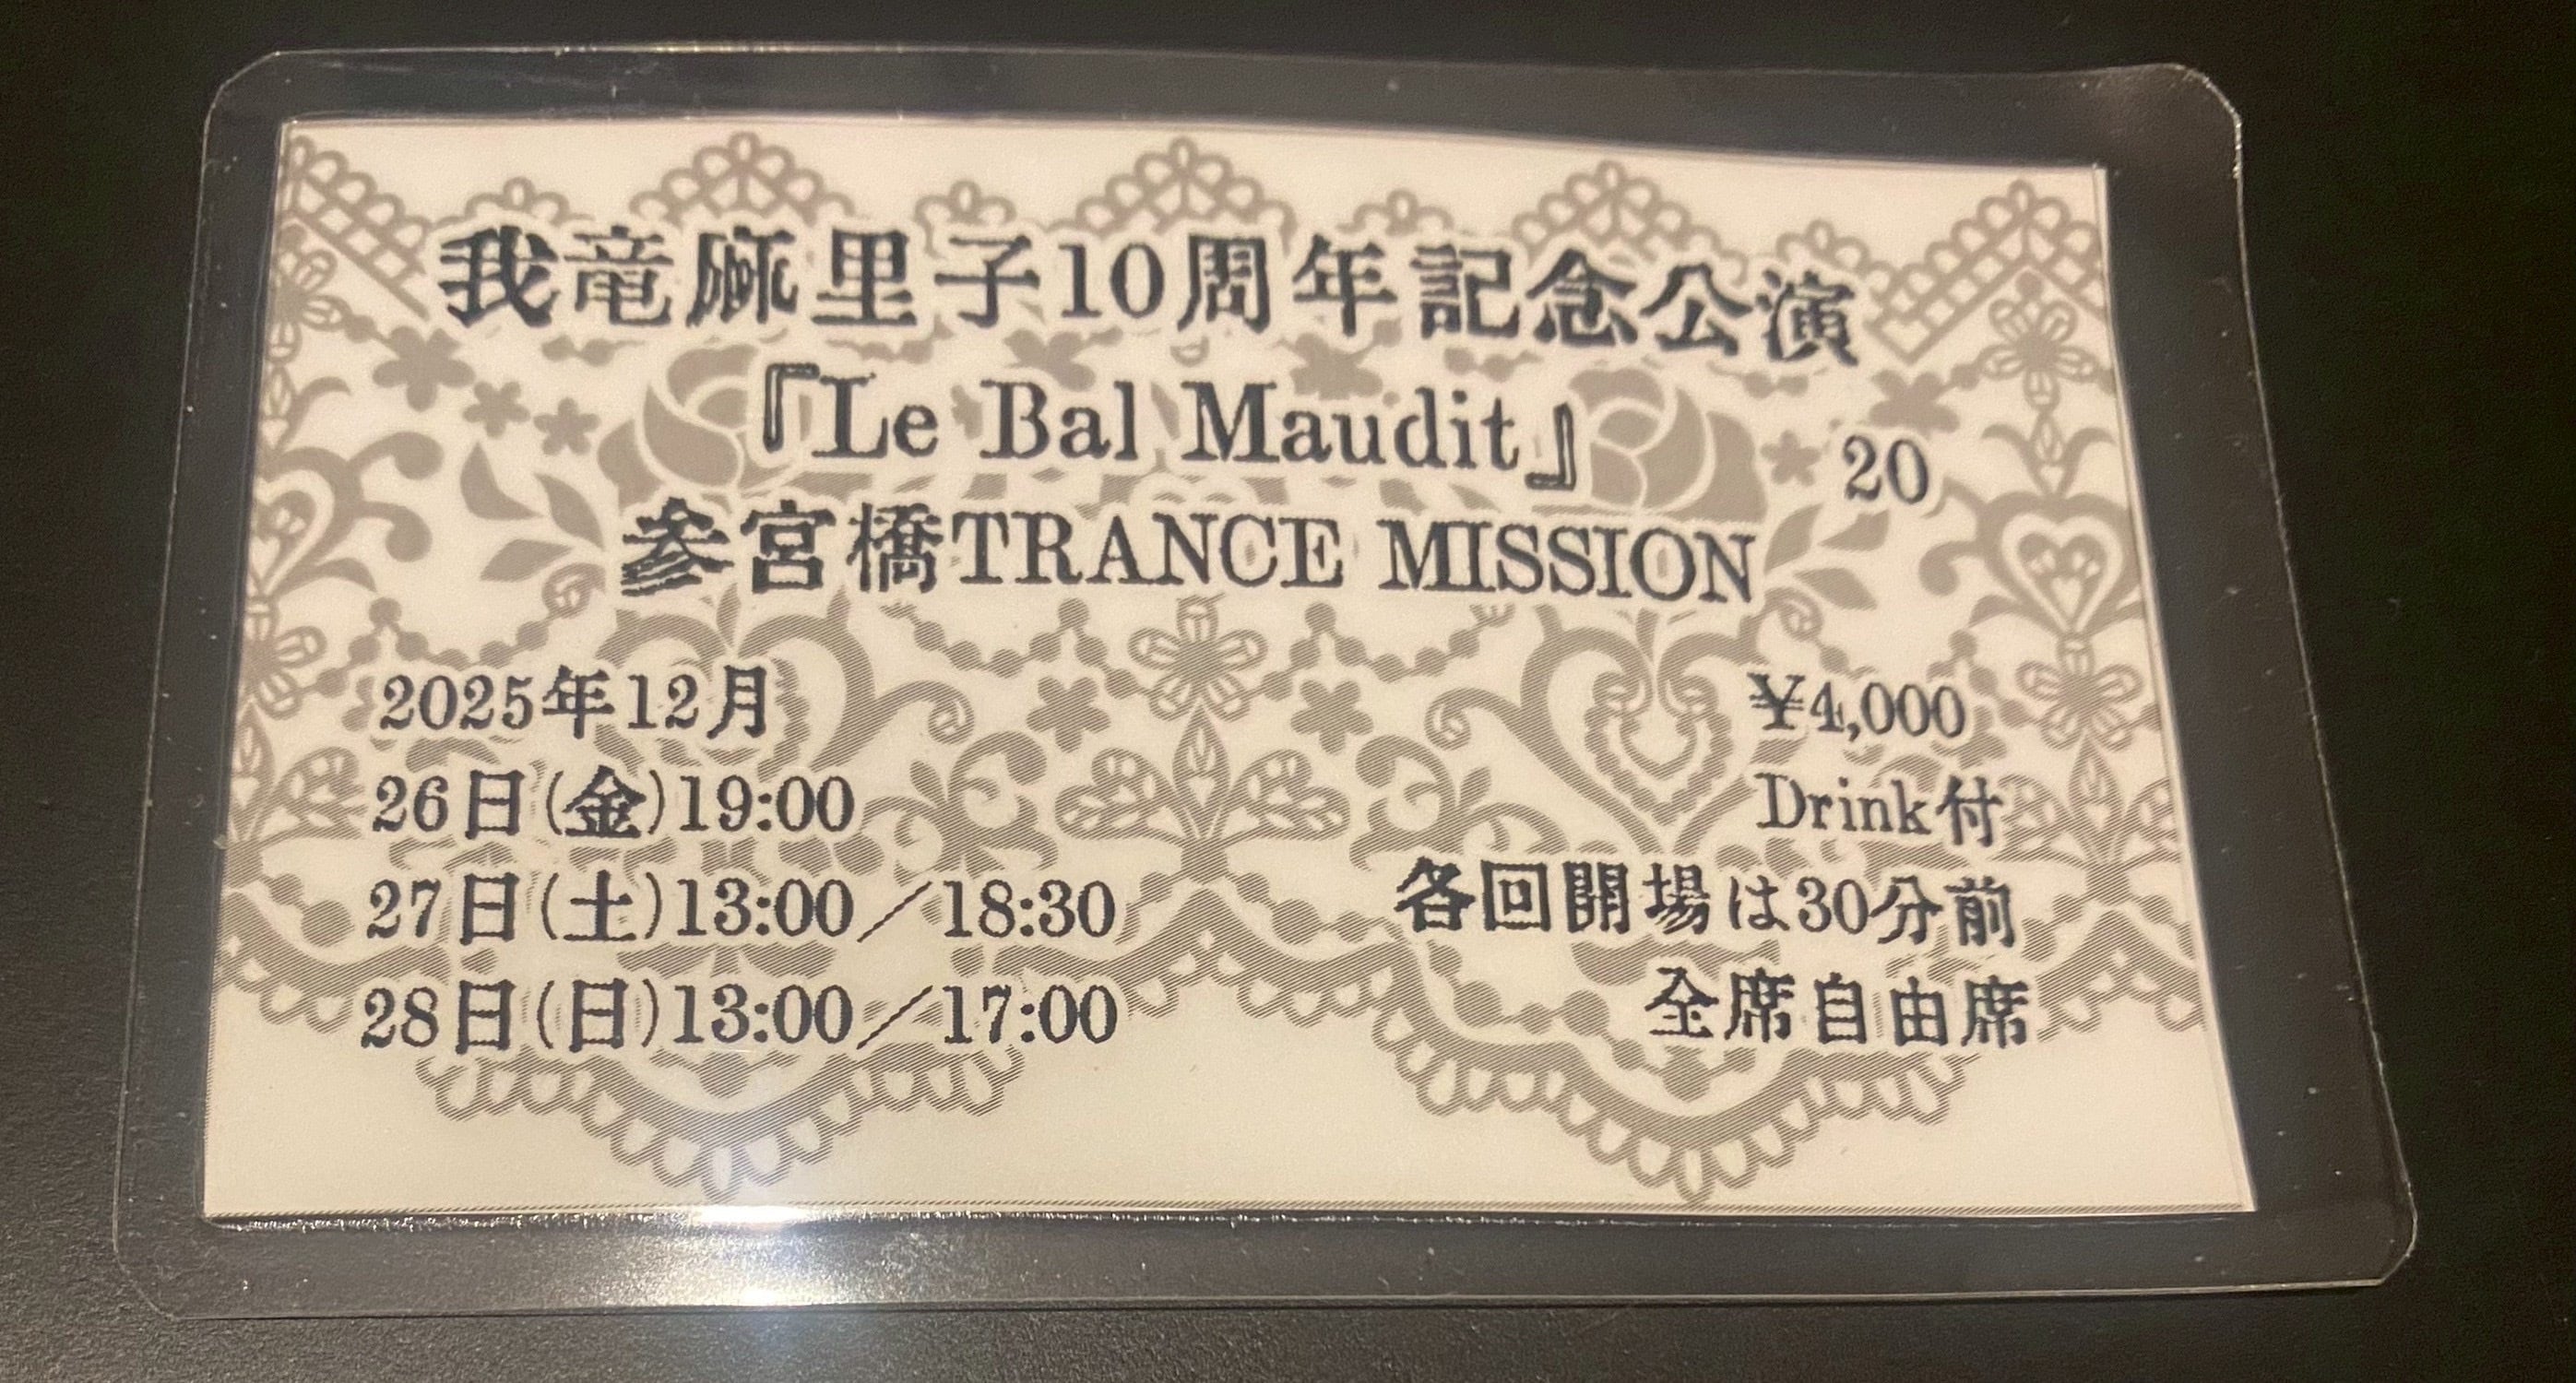 我竜麻里子10周年記念公演
『Le Bal Maudit』
20
参宮橋TRANCE MISSION
2025年12月
26日(金)19:00
27日(土)13:00／18:30
28日(日)13:00／17:00
¥4,000
Drink付
各回開場は30分前
全席自由席